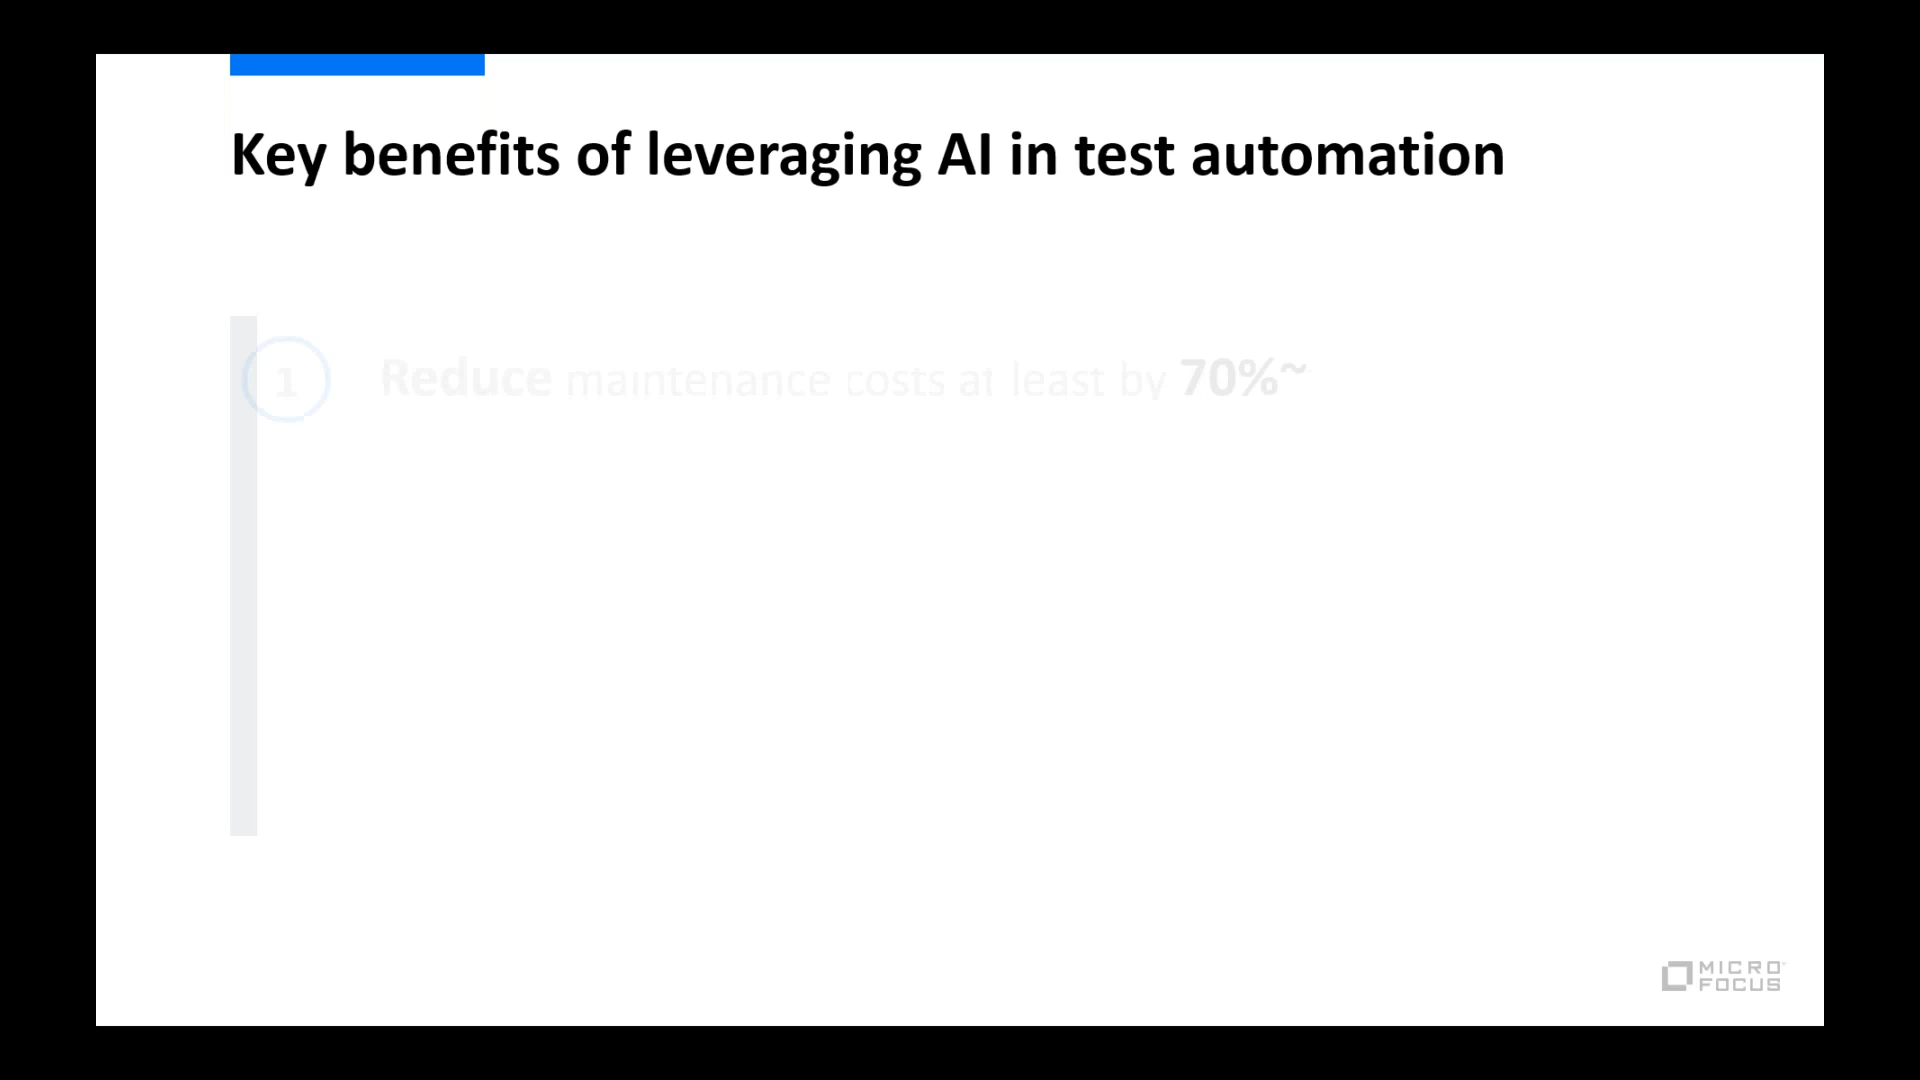 Key benefits of leveraging AI in test automation
1
Reduce maintenance costs at least by 70%~
MICRO
FOCUS